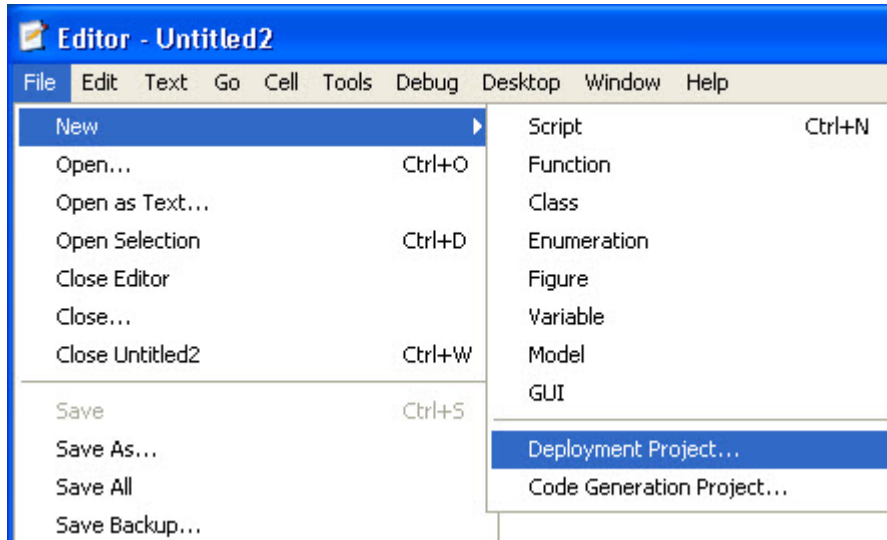 Editor - Untitled2
File Edit Text Go Cell Tools Debug Desktop Window Help
New
Open... Ctrl+O
Open as Text...
Open Selection Ctrl+D
Close Editor
Close...
Close Untitled2 Ctrl+W
Save Ctrl+S
Save As...
Save All
Save Backup...
Script Ctrl+N
Function
Class
Enumeration
Figure
Variable
Model
GUI
Deployment Project...
Code Generation Project...